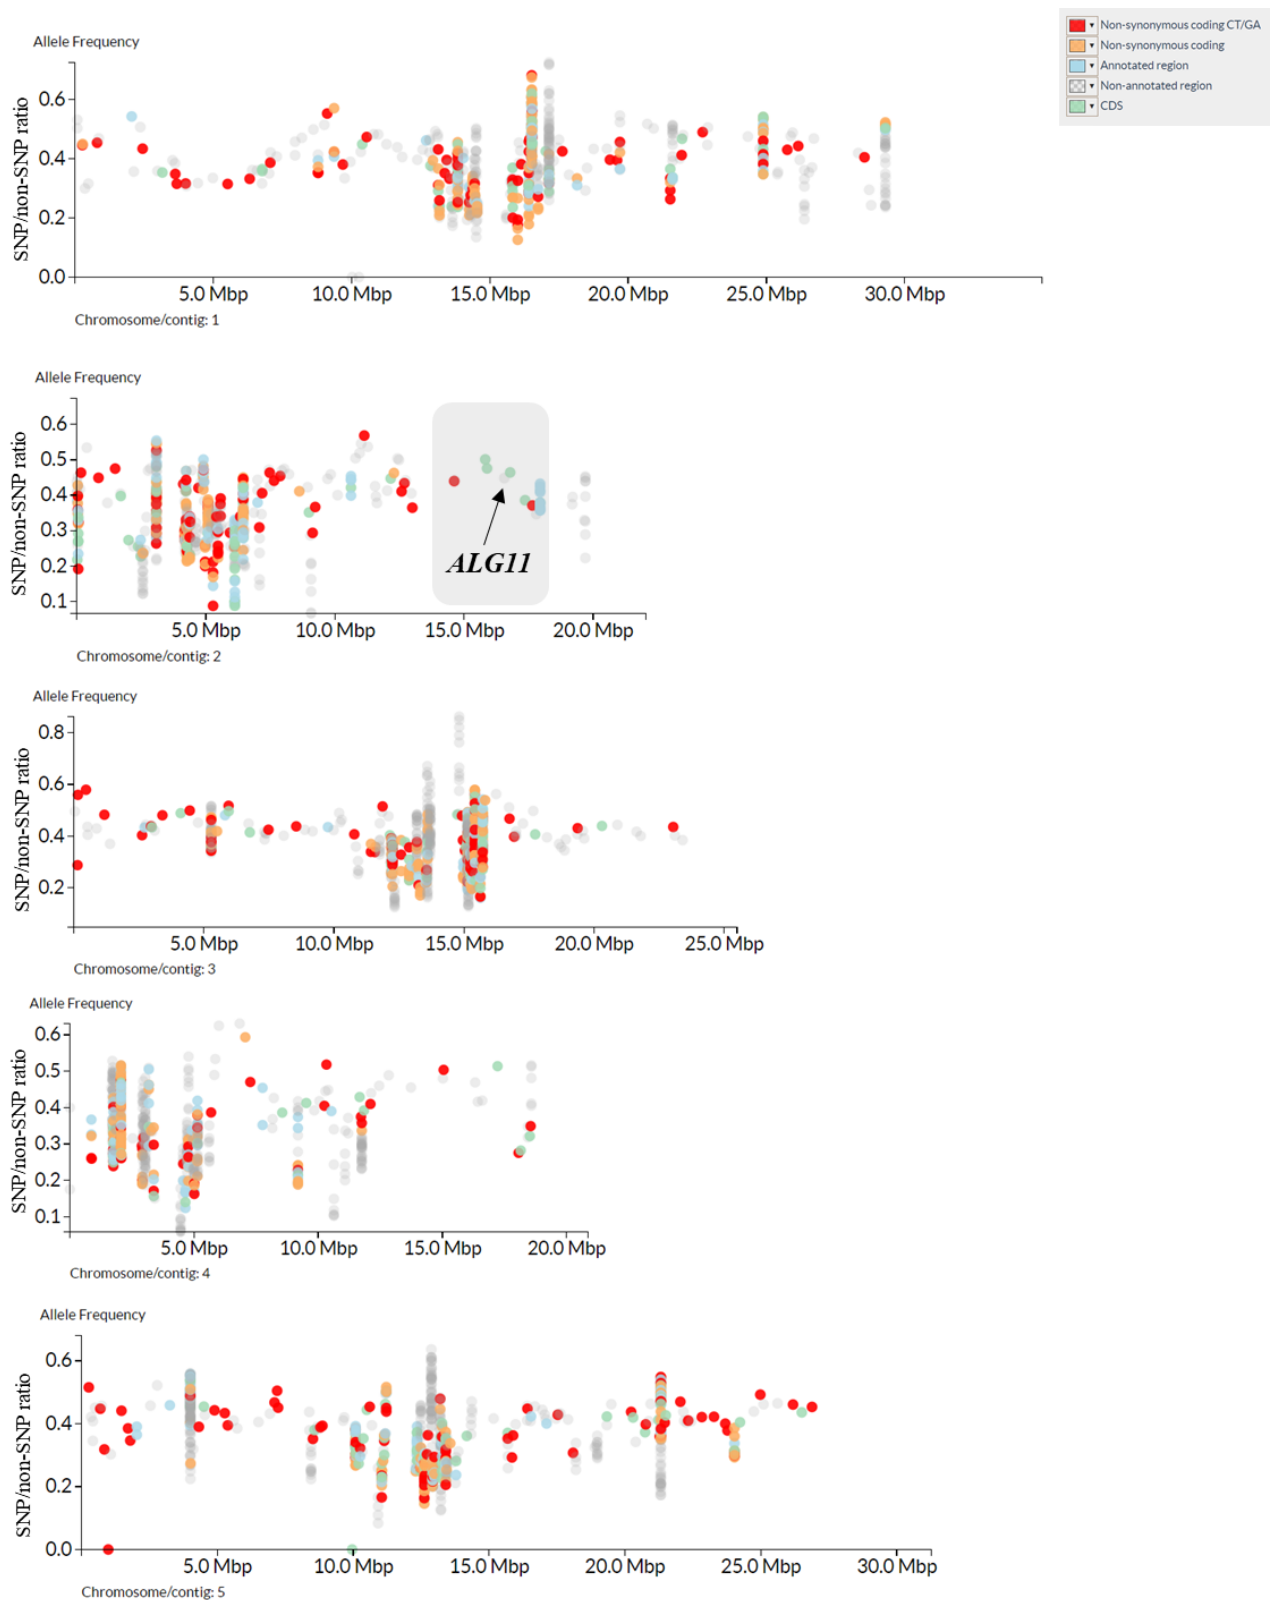 Non-synonymous coding CT/GA
Non-synonymous coding
Annotated region
Non-annotated region
CDS
Allele Frequency
SNP/non-SNP ratio
0.6
0.4
0.2
0.0
5.0 Mbp 10.0 Mbp 15.0 Mbp 20.0 Mbp 25.0 Mbp 30.0 Mbp
Chromosome/contig: 1
Allele Frequency
SNP/non-SNP ratio
0.6
0.5
0.4
0.3
0.2
0.1
ALG11
5.0 Mbp 10.0 Mbp 15.0 Mbp 20.0 Mbp
Chromosome/contig: 2
Allele Frequency
SNP/non-SNP ratio
0.8
0.6
0.4
0.2
5.0 Mbp 10.0 Mbp 15.0 Mbp 20.0 Mbp 25.0 Mbp
Chromosome/contig: 3
Allele Frequency
SNP/non-SNP ratio
0.6
0.5
0.4
0.3
0.2
0.1
5.0 Mbp 10.0 Mbp 15.0 Mbp 20.0 Mbp
Chromosome/contig: 4
Allele Frequency
SNP/non-SNP ratio
0.6
0.4
0.2
0.0
5.0 Mbp 10.0 Mbp 15.0 Mbp 20.0 Mbp 25.0 Mbp 30.0 Mbp
Chromosome/contig: 5